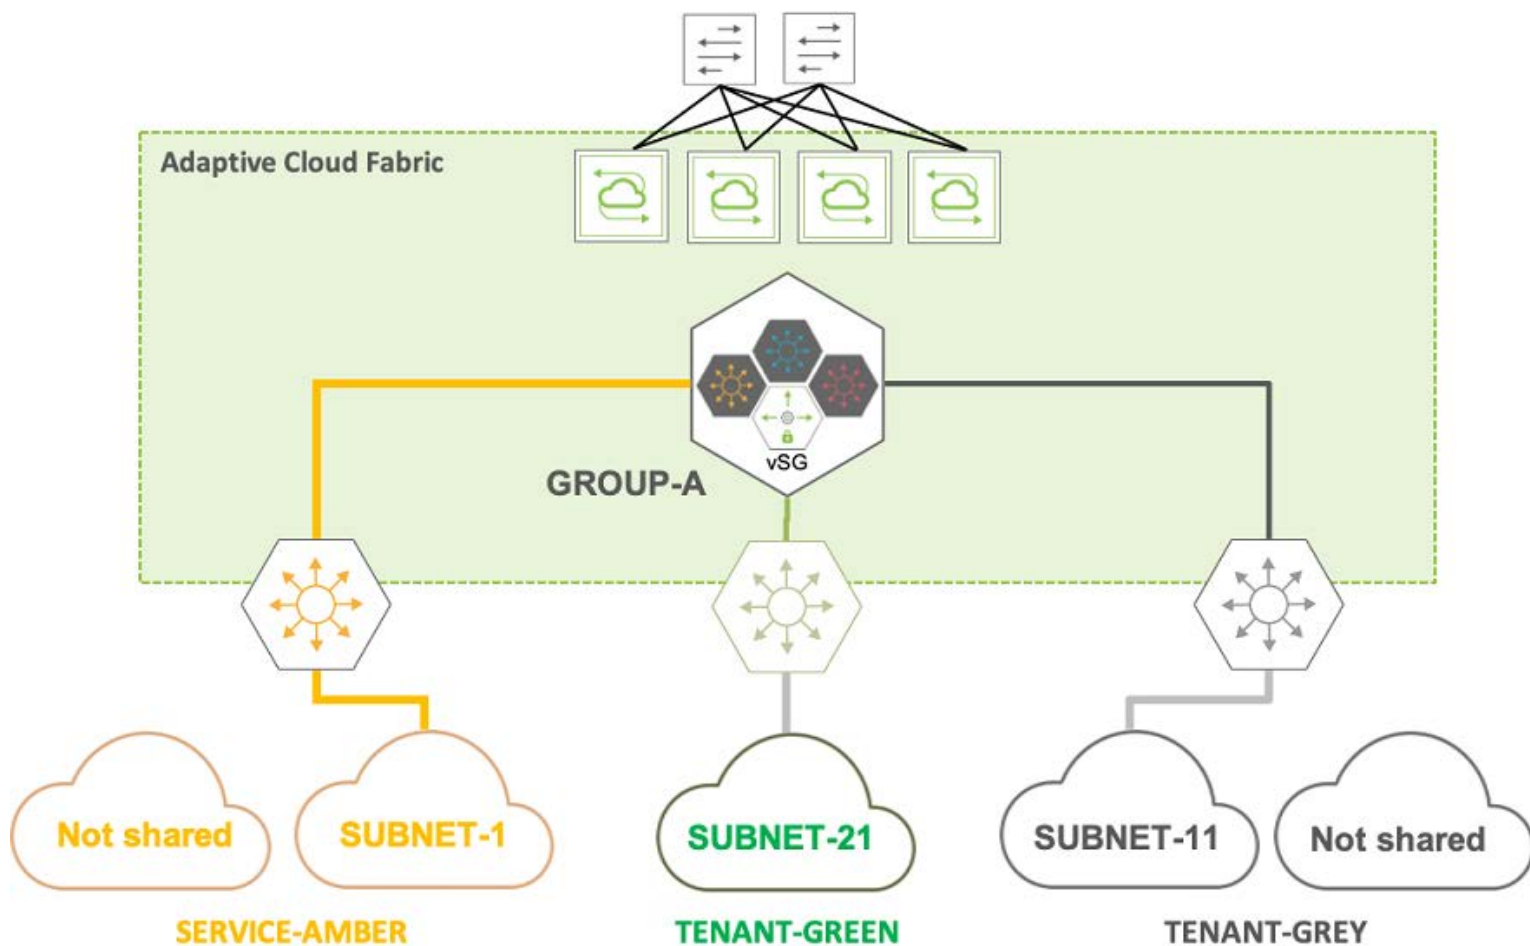 Adaptive Cloud Fabric
vSG
GROUP-A
Not shared
SUBNET-1
SUBNET-21
SUBNET-11
Not shared
SERVICE-AMBER
TENANT-GREEN
TENANT-GREY